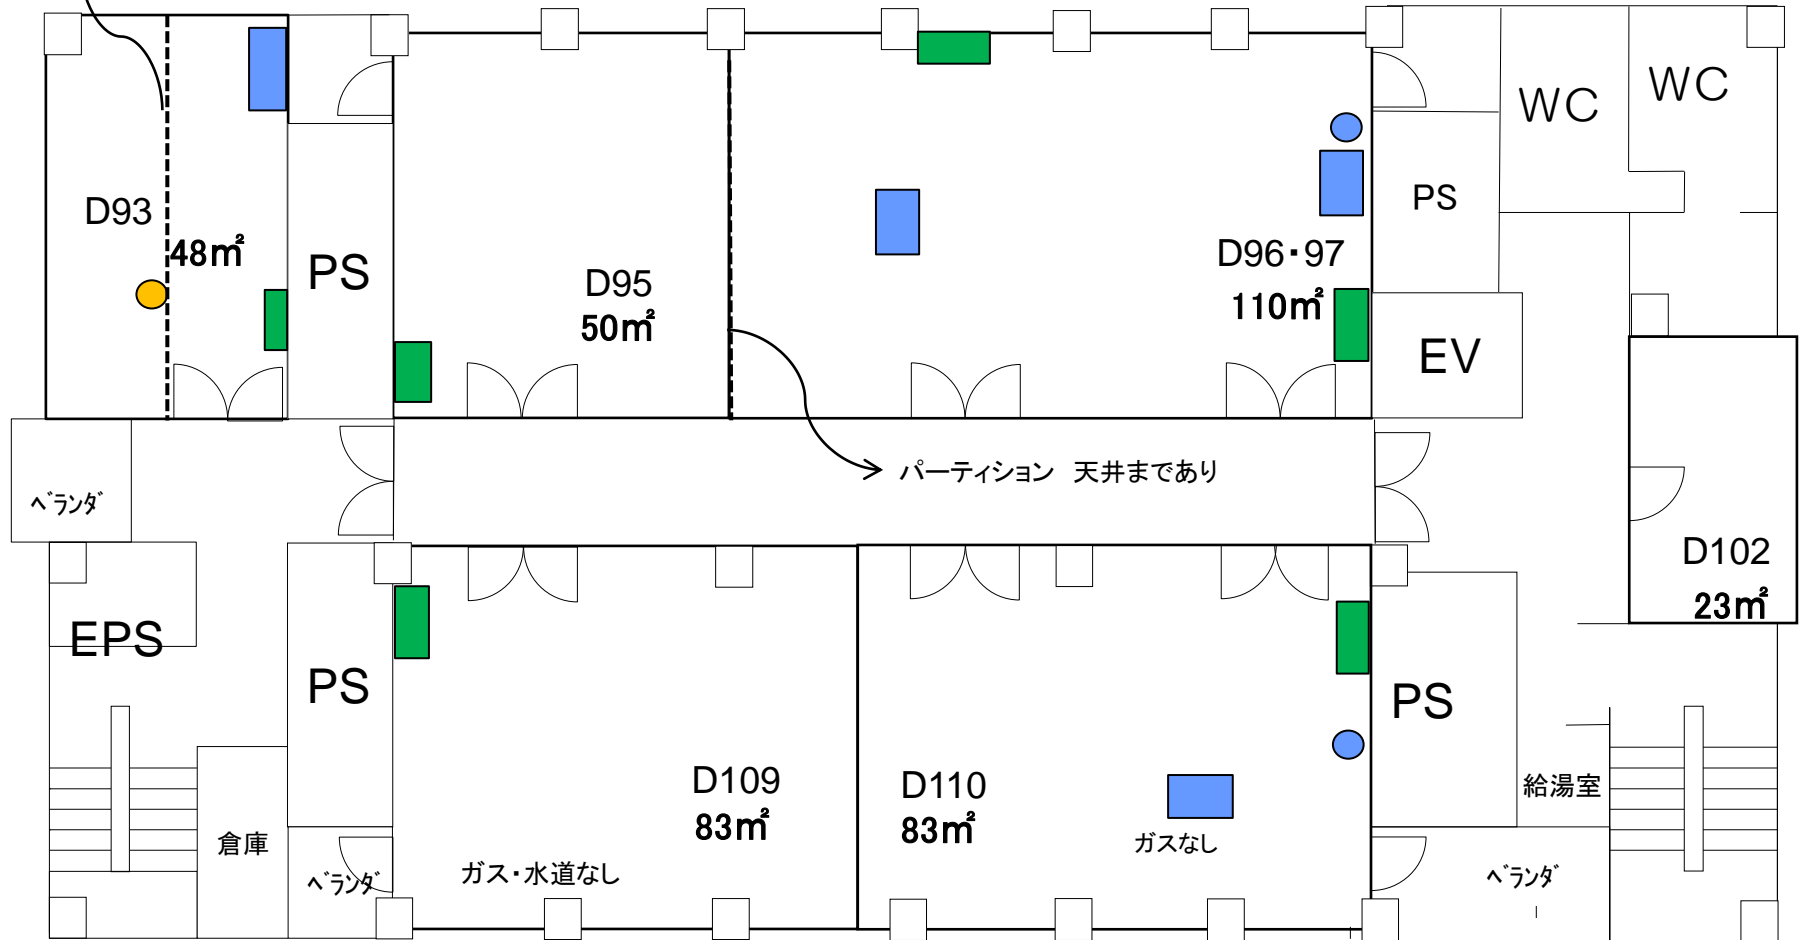 WC
WC
D93
48㎡
PS
D95
50㎡
D96・97
110㎡
PS
EV
パーティション　天井まであり
ﾍﾞﾗﾝﾀﾞ
D102
23㎡
EPS
PS
D109
83㎡
D110
83㎡
PS
ガス・水道なし
ガスなし
給湯室
倉庫
ﾍﾞﾗﾝﾀﾞ
ﾍﾞﾗﾝﾀﾞ